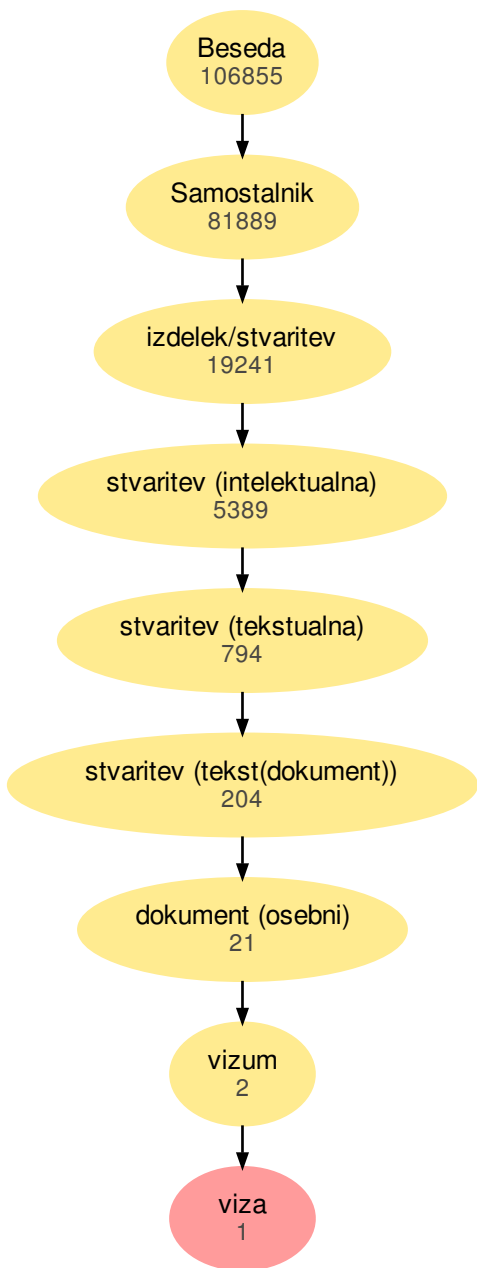 Beseda
106855
Samostalnik
81889
izdelek/stvaritev
19241
stvaritev (intelektualna)
5389
stvaritev (tekstualna)
794
stvaritev (tekst(dokument))
204
dokument (osebni)
21
vizum
2
viza
1